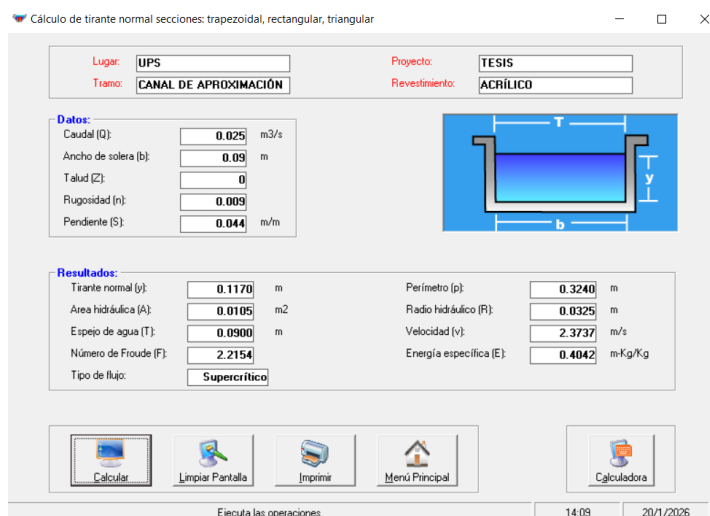 Cálculo de tirante normal secciones: trapezoidal, rectangular, triangular
Lugar: UPS Proyecto: TESIS
Tramo: CANAL DE APROXIMACIÓN Revestimiento: ACRÍLICO
Datos:
Caudal (Q): 0.025 m3/s
Ancho de solera (b): 0.09 m
Talud (Z): 0
Rugosidad (n): 0.009
Pendiente (S): 0.044 m/m
T
y
b
Resultados:
Tirante normal (y): 0.1170 m Perímetro (p): 0.3240 m
Area hidráulica (A): 0.0105 m2 Radio hidráulico (R): 0.0325 m
Espejo de agua (T): 0.0900 m Velocidad (v): 2.3737 m/s
Número de Froude (F): 2.2154 Energía específica (E): 0.4042 m-Kg/Kg
Tipo de flujo: Supercrítico
Calcular Limpiar Pantalla Imprimir Menú Principal Calculadora
Ejecuta las operaciones 14:09 20/1/2026